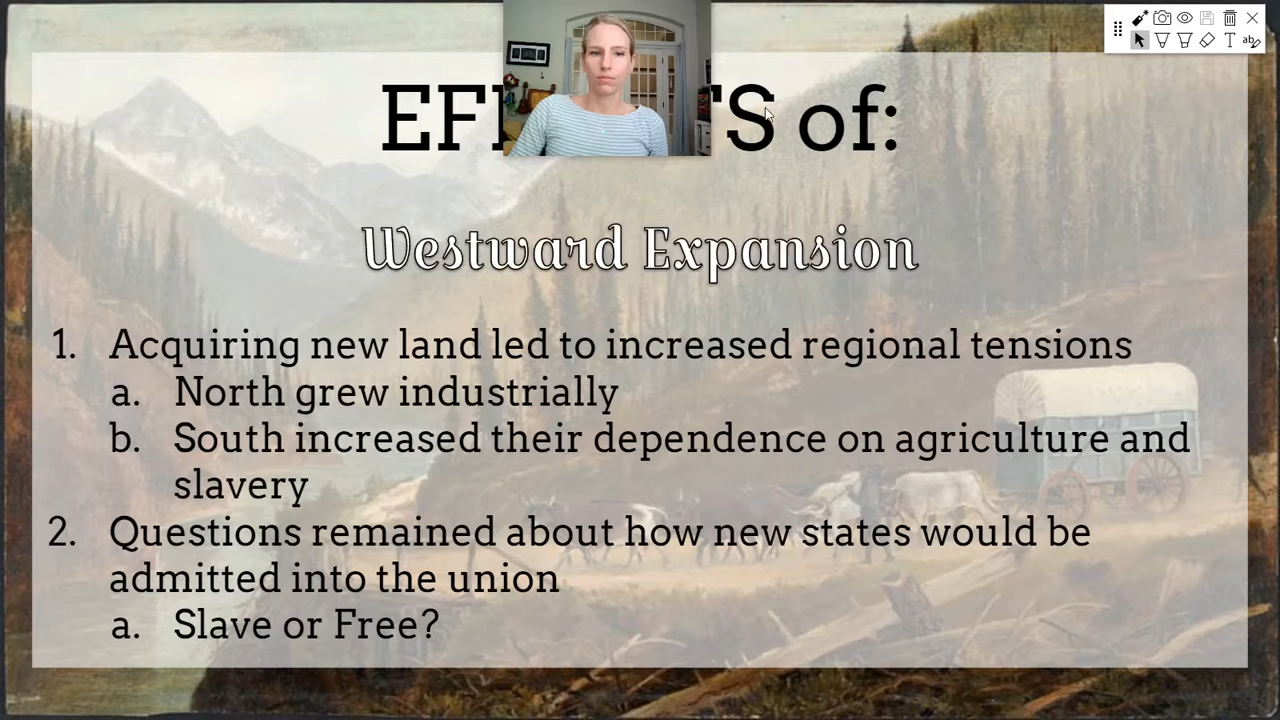 EFFECTS of:
Westward Expansion
1. Acquiring new land led to increased regional tensions
a. North grew industrially
b. South increased their dependence on agriculture and
slavery
2. Questions remained about how new states would be
admitted into the union
a. Slave or Free?